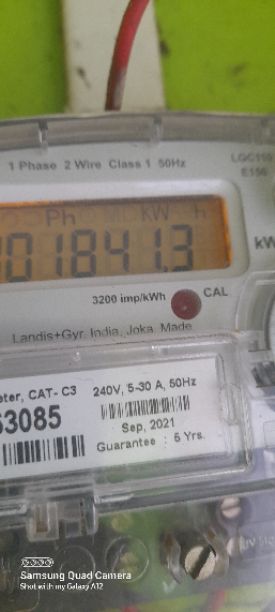 1 Phase 2 Wire Class 1 50Hz
LGC110
E150
Ph KW h
01841.3
kW
3200 imp/kWh
CAL
Landis+Gyr, India, Joka, Made
eter, CAT- C3
240V, 5-30 A, 50Hz
63085
Sep, 2021
Guarantee : 5 Yrs.
Samsung Quad Camera
Shot with my Galaxy A12